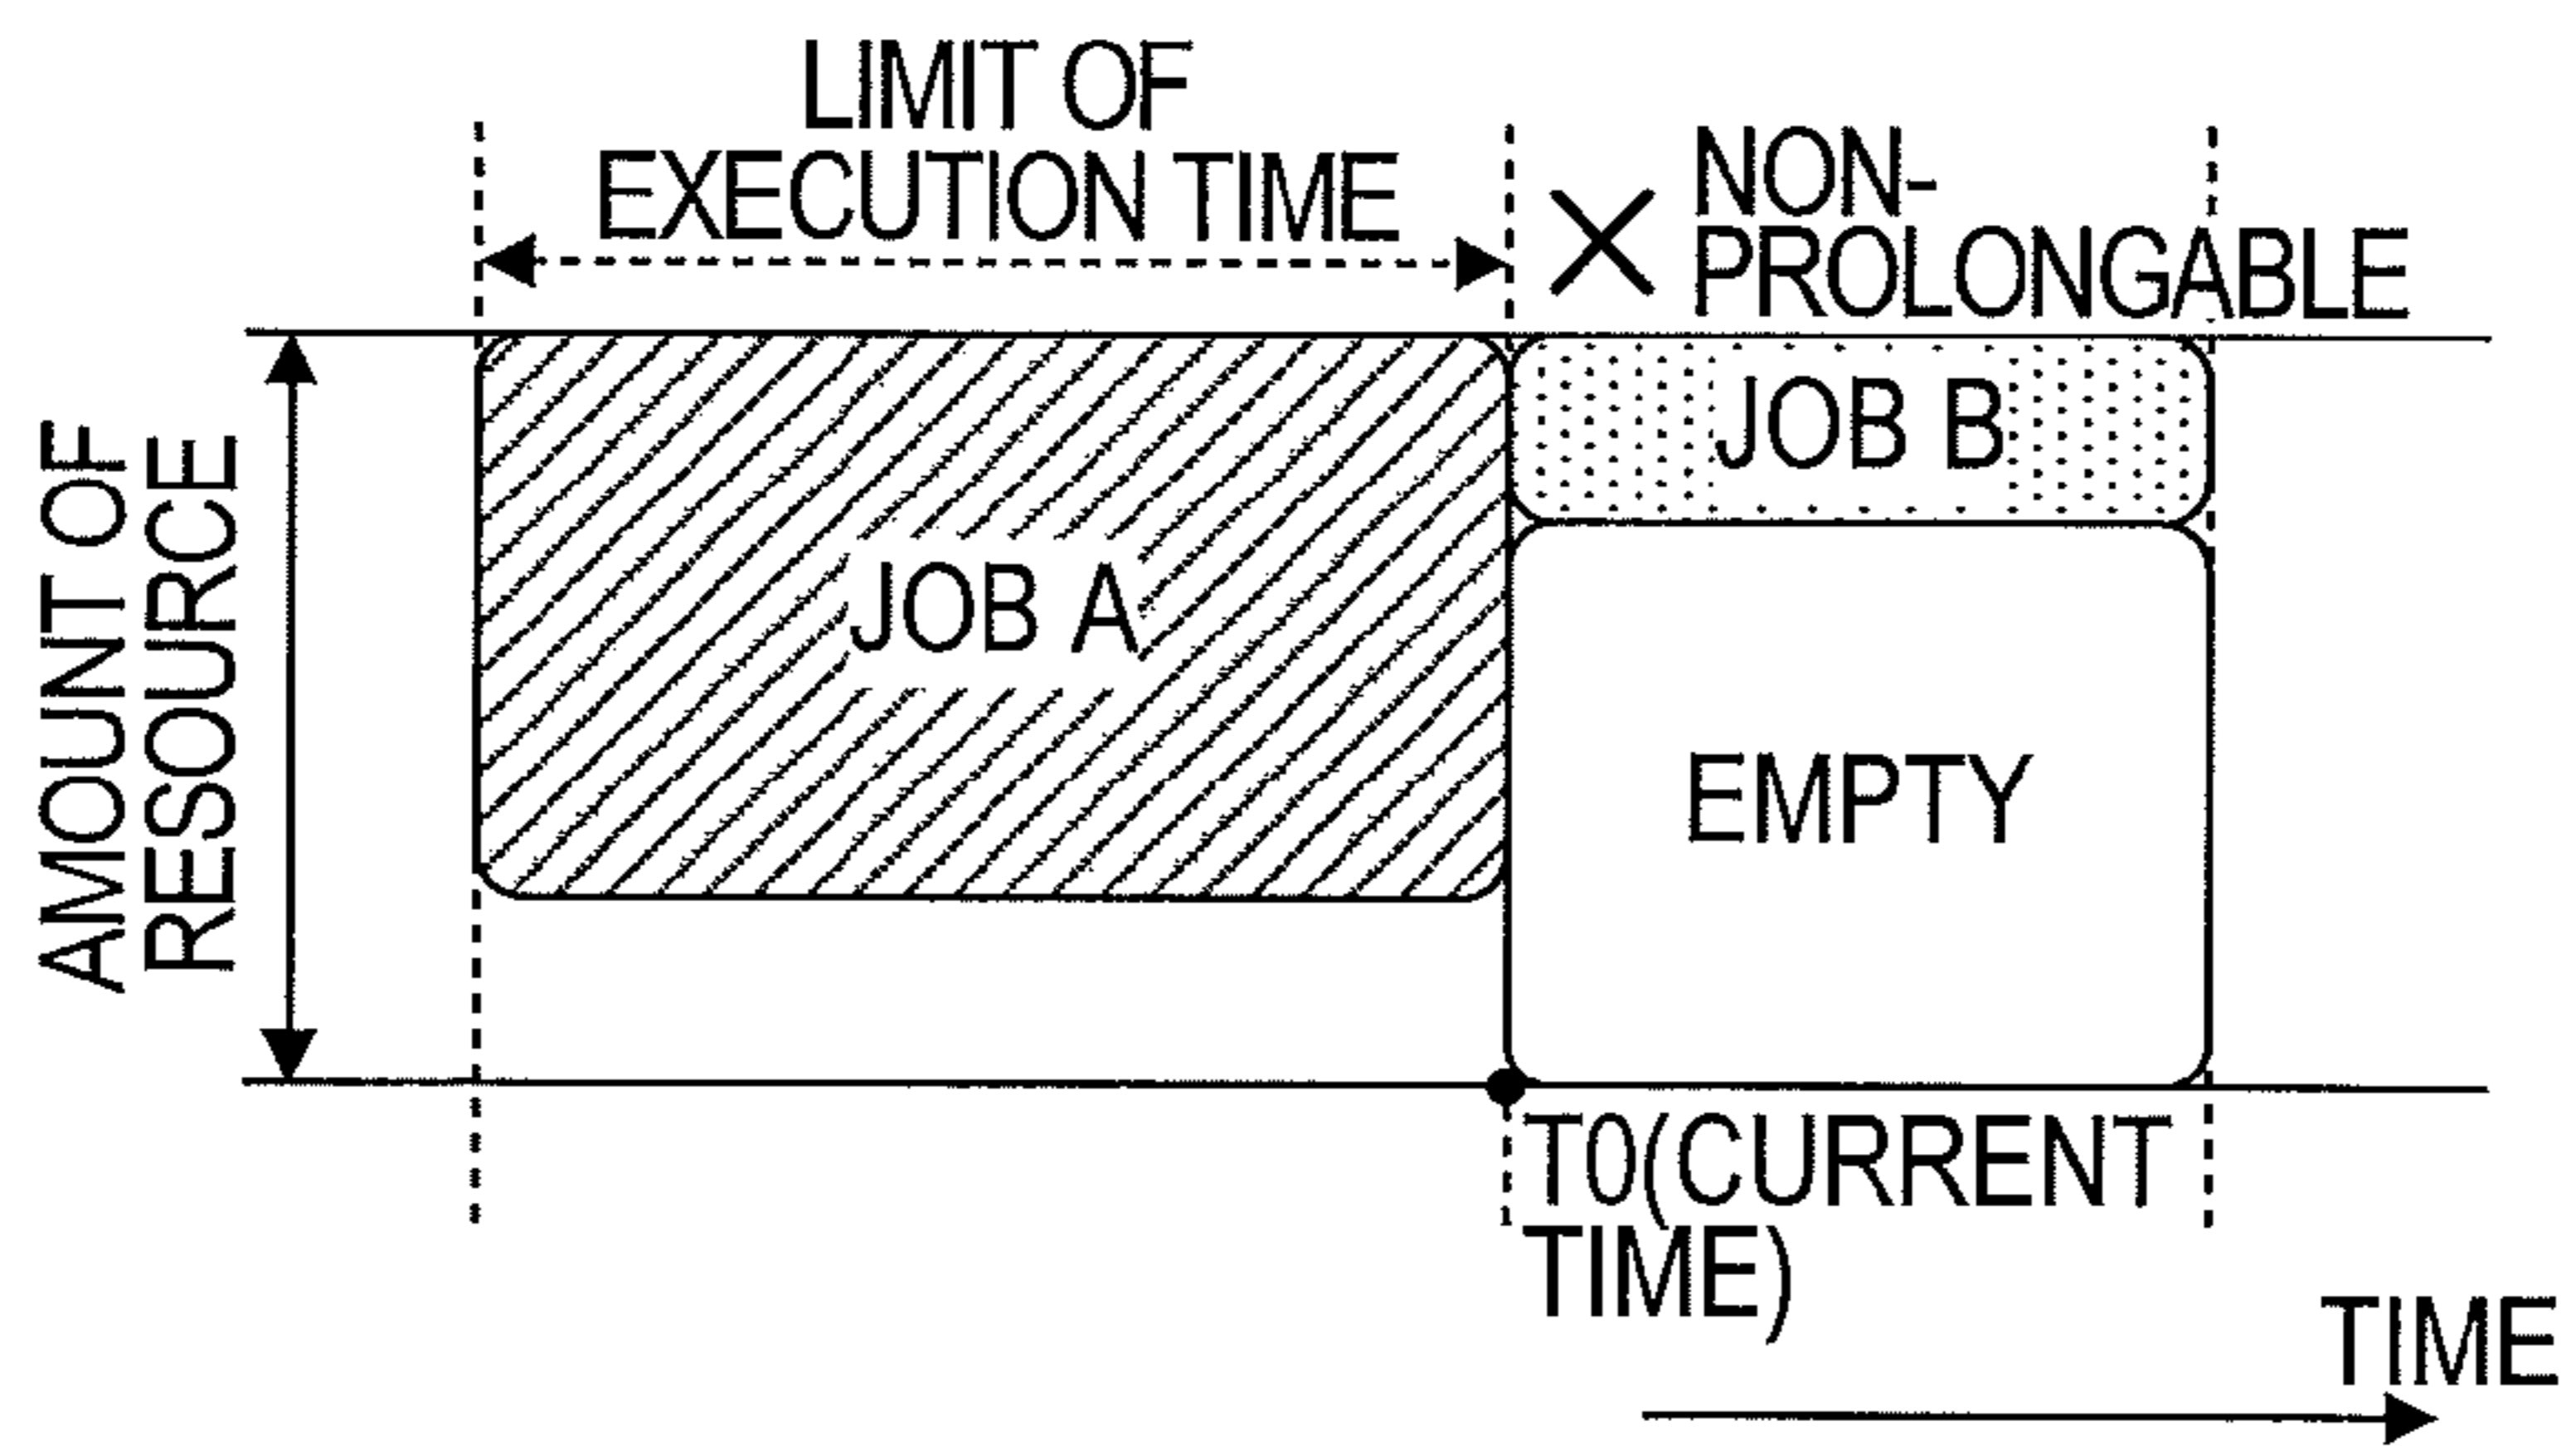 LIMIT OF
EXECUTION TIME
NON-
PROLONGABLE
AMOUNT OF
RESOURCE
JOB A
JOB B
EMPTY
T0(CURRENT
TIME)
TIME